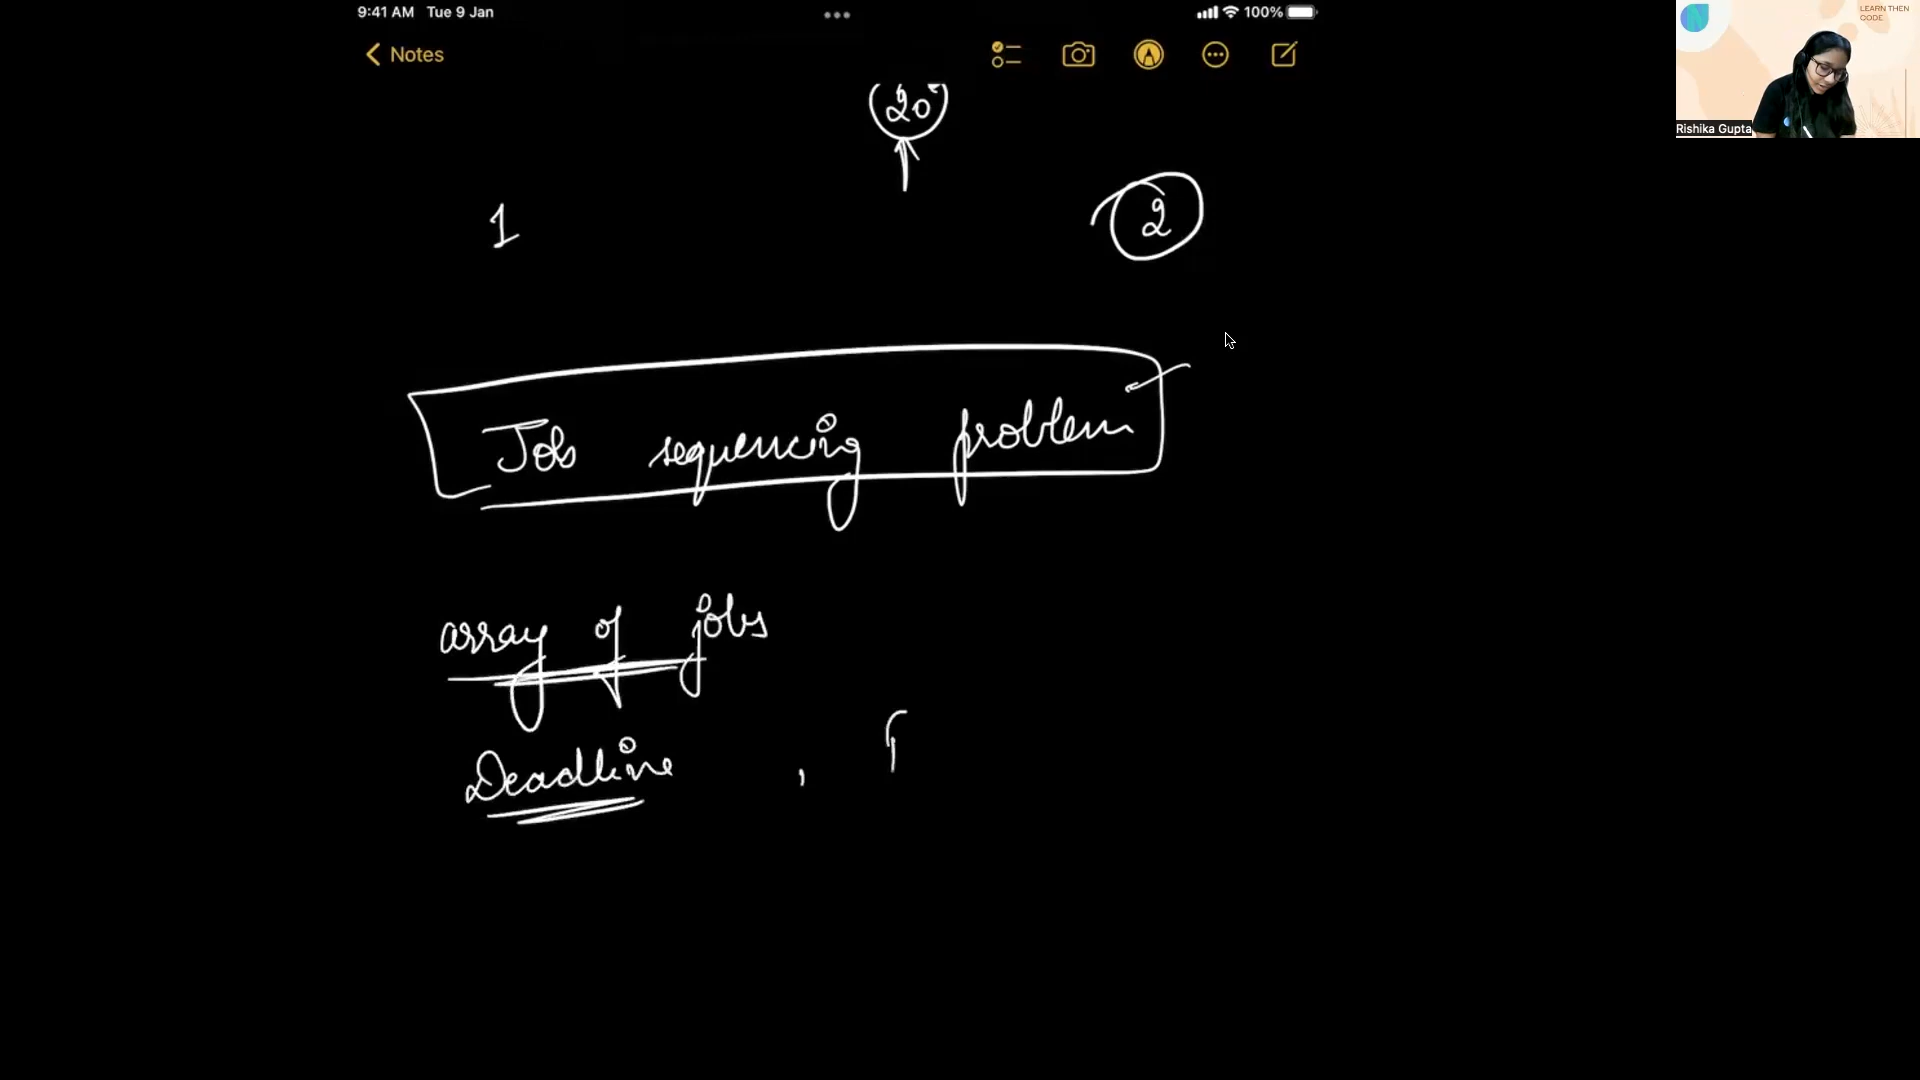 9:41 AM Tue 9 Jan
100%
LEARN THEN
CODE
Notes
20
1
2
Rishika Gupta
Job sequencing problem
array of jobs
Deadline ,